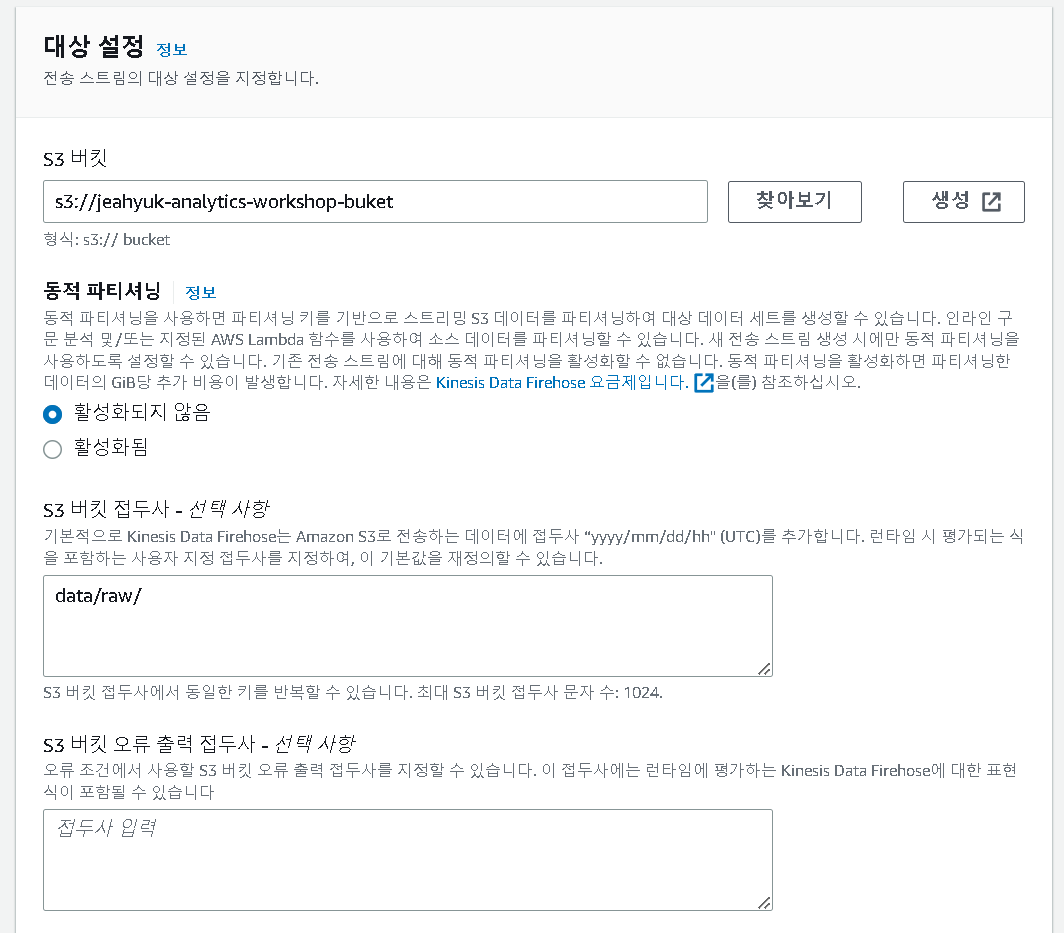 대상 설정 정보
전송 스트림의 대상 설정을 지정합니다.
S3 버킷
s3://jeahyuk-analytics-workshop-buket
찾아보기
생성
형식: s3:// bucket
동적 파티셔닝 정보
동적 파티셔닝을 사용하면 파티셔닝 키를 기반으로 스트리밍 S3 데이터를 파티셔닝하여 대상 데이터 세트를 생성할 수 있습니다. 인라인 구
문 분석 및/또는 지정된 AWS Lambda 함수를 사용하여 소스 데이터를 파티셔닝할 수 있습니다. 새 전송 스트림 생성 시에만 동적 파티셔닝을
사용하도록 설정할 수 있습니다. 기존 전송 스트림에 대해 동적 파티셔닝을 활성화할 수 없습니다. 동적 파티셔닝을 활성화하면 파티셔닝한
데이터의 GiB당 추가 비용이 발생합니다. 자세한 내용은 Kinesis Data Firehose 요금제입니다. 을(를) 참조하십시오.
활성화되지 않음
활성화됨
S3 버킷 접두사 - 선택 사항
기본적으로 Kinesis Data Firehose는 Amazon S3로 전송하는 데이터에 접두사 “yyyy/mm/dd/hh" (UTC)를 추가합니다. 런타임 시 평가되는 식
을 포함하는 사용자 지정 접두사를 지정하여, 이 기본값을 재정의할 수 있습니다.
data/raw/
S3 버킷 접두사에서 동일한 키를 반복할 수 있습니다. 최대 S3 버킷 접두사 문자 수: 1024.
S3 버킷 오류 출력 접두사 - 선택 사항
오류 조건에서 사용할 S3 버킷 오류 출력 접두사를 지정할 수 있습니다. 이 접두사에는 런타임에 평가하는 Kinesis Data Firehose에 대한 표현
식이 포함될 수 있습니다
접두사 입력